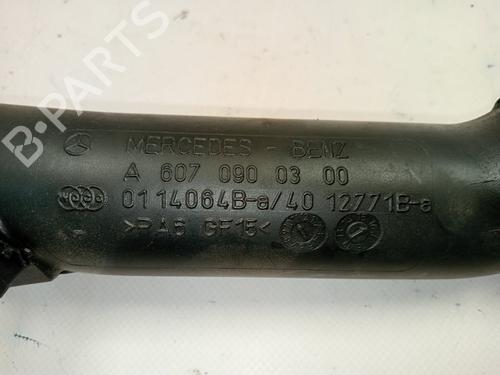 MERCEDES - BENZ
A 607 090 03 00
01 14064B-a/40 12771B-a
>PA6 GF15<
B-Parts